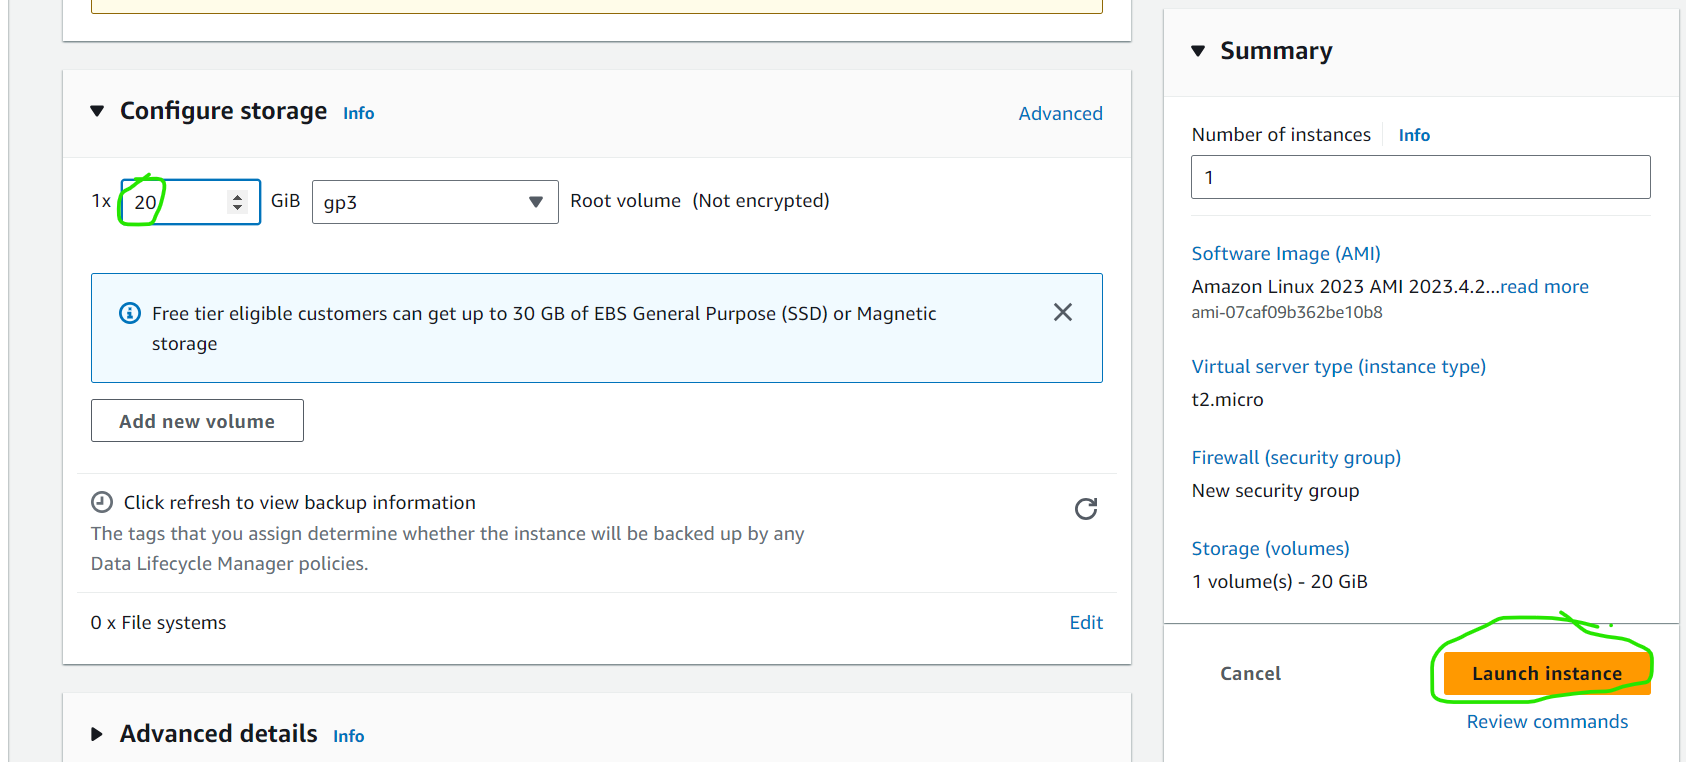 Configure storage Info Advanced
1x 20 GiB gp3 Root volume (Not encrypted)
Free tier eligible customers can get up to 30 GB of EBS General Purpose (SSD) or Magnetic
storage
Add new volume
Click refresh to view backup information
The tags that you assign determine whether the instance will be backed up by any
Data Lifecycle Manager policies.
0 x File systems Edit
Advanced details Info
Summary
Number of instances Info
1
Software Image (AMI)
Amazon Linux 2023 AMI 2023.4.2...read more
ami-07caf09b362be10b8
Virtual server type (instance type)
t2.micro
Firewall (security group)
New security group
Storage (volumes)
1 volume(s) - 20 GiB
Cancel Launch instance
Review commands